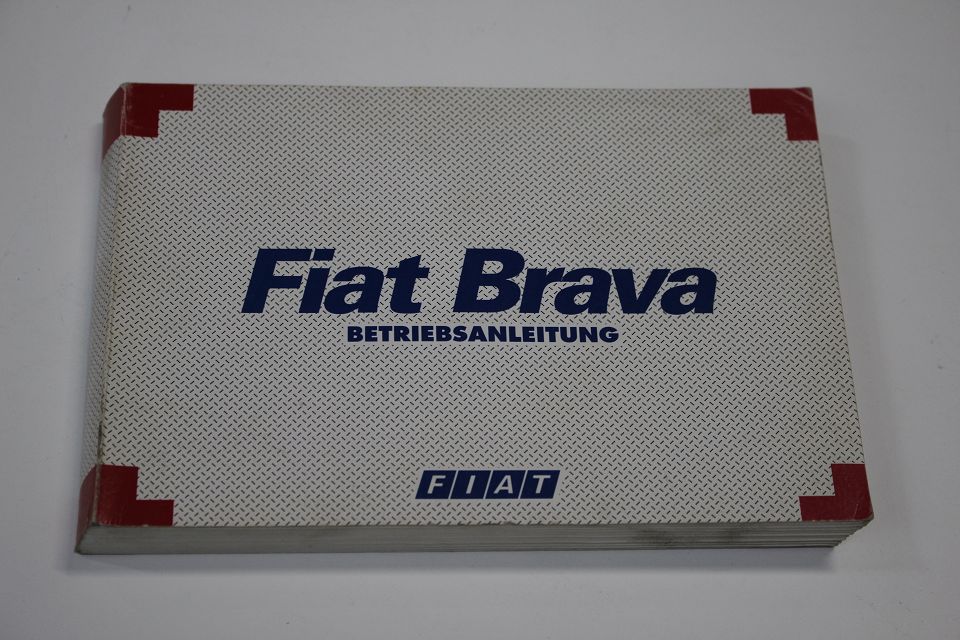 Fiat Brava
BETRIEBSANLEITUNG
FIAT